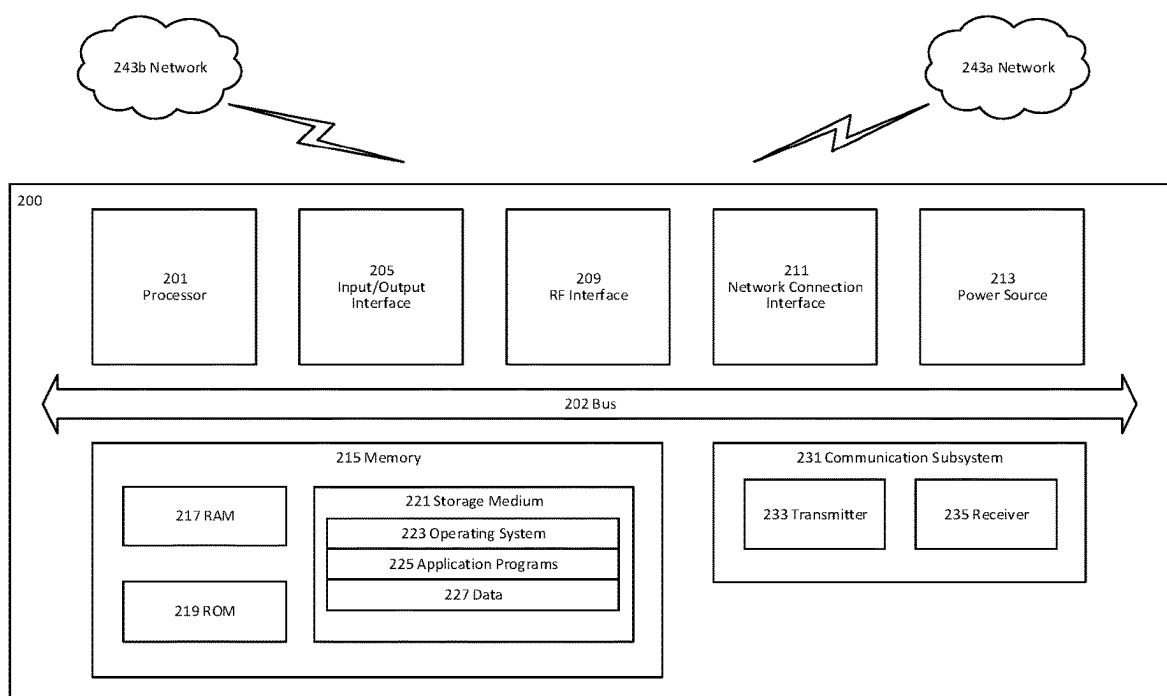 243b Network
243a Network
200
201
Processor
205
Input/Output
Interface
209
RF Interface
211
Network Connection
Interface
213
Power Source
202 Bus
215 Memory
217 RAM
219 ROM
221 Storage Medium
223 Operating System
225 Application Programs
227 Data
231 Communication Subsystem
233 Transmitter
235 Receiver